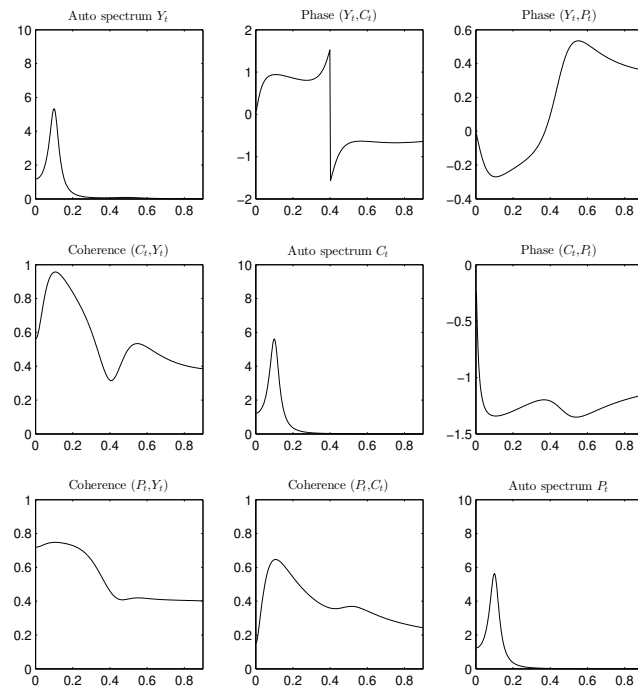 Auto spectrum Y_t
10
8
6
4
2
0
0 0.2 0.4 0.6 0.8
Phase (Y_t,C_t)
2
1
0
−1
−2
0 0.2 0.4 0.6 0.8
Phase (Y_t,P_t)
0.6
0.4
0.2
0
−0.2
−0.4
0 0.2 0.4 0.6 0.8
Coherence (C_t,Y_t)
1
0.8
0.6
0.4
0.2
0
0 0.2 0.4 0.6 0.8
Auto spectrum C_t
10
8
6
4
2
0
0 0.2 0.4 0.6 0.8
Phase (C_t,P_t)
0
−0.5
−1
−1.5
0 0.2 0.4 0.6 0.8
Coherence (P_t,Y_t)
1
0.8
0.6
0.4
0.2
0
0 0.2 0.4 0.6 0.8
Coherence (P_t,C_t)
1
0.8
0.6
0.4
0.2
0
0 0.2 0.4 0.6 0.8
Auto spectrum P_t
10
8
6
4
2
0
0 0.2 0.4 0.6 0.8